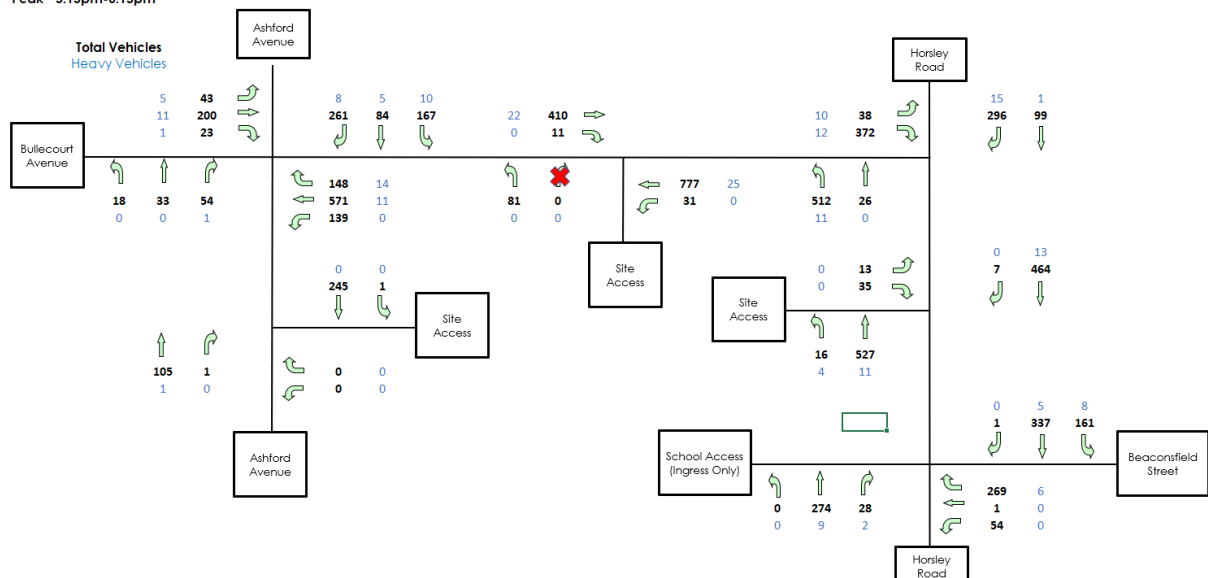 Peak 5:15pm-6:15pm
Total Vehicles
Heavy Vehicles
Ashford
Avenue
Horsley
Road
5 43
11 200
1 23
8 5 10
261 84 167
22 410
0 11
10 38
12 372
15 1
296 99
Bullecourt
Avenue
18 33 54
0 0 1
148 14
571 11
139 0
81 0
0 0
777 25
31 0
512 26
11 0
Site
Access
0 0
245 1
Site
Access
0 13
0 35
0 13
7 464
Site
Access
105 1
1 0
0 0
0 0
16 527
4 11
Ashford
Avenue
0 5 8
1 337 161
School Access
(Ingress Only)
Beaconsfield
Street
0 274 28
0 9 2
269 6
1 0
54 0
Horsley
Road